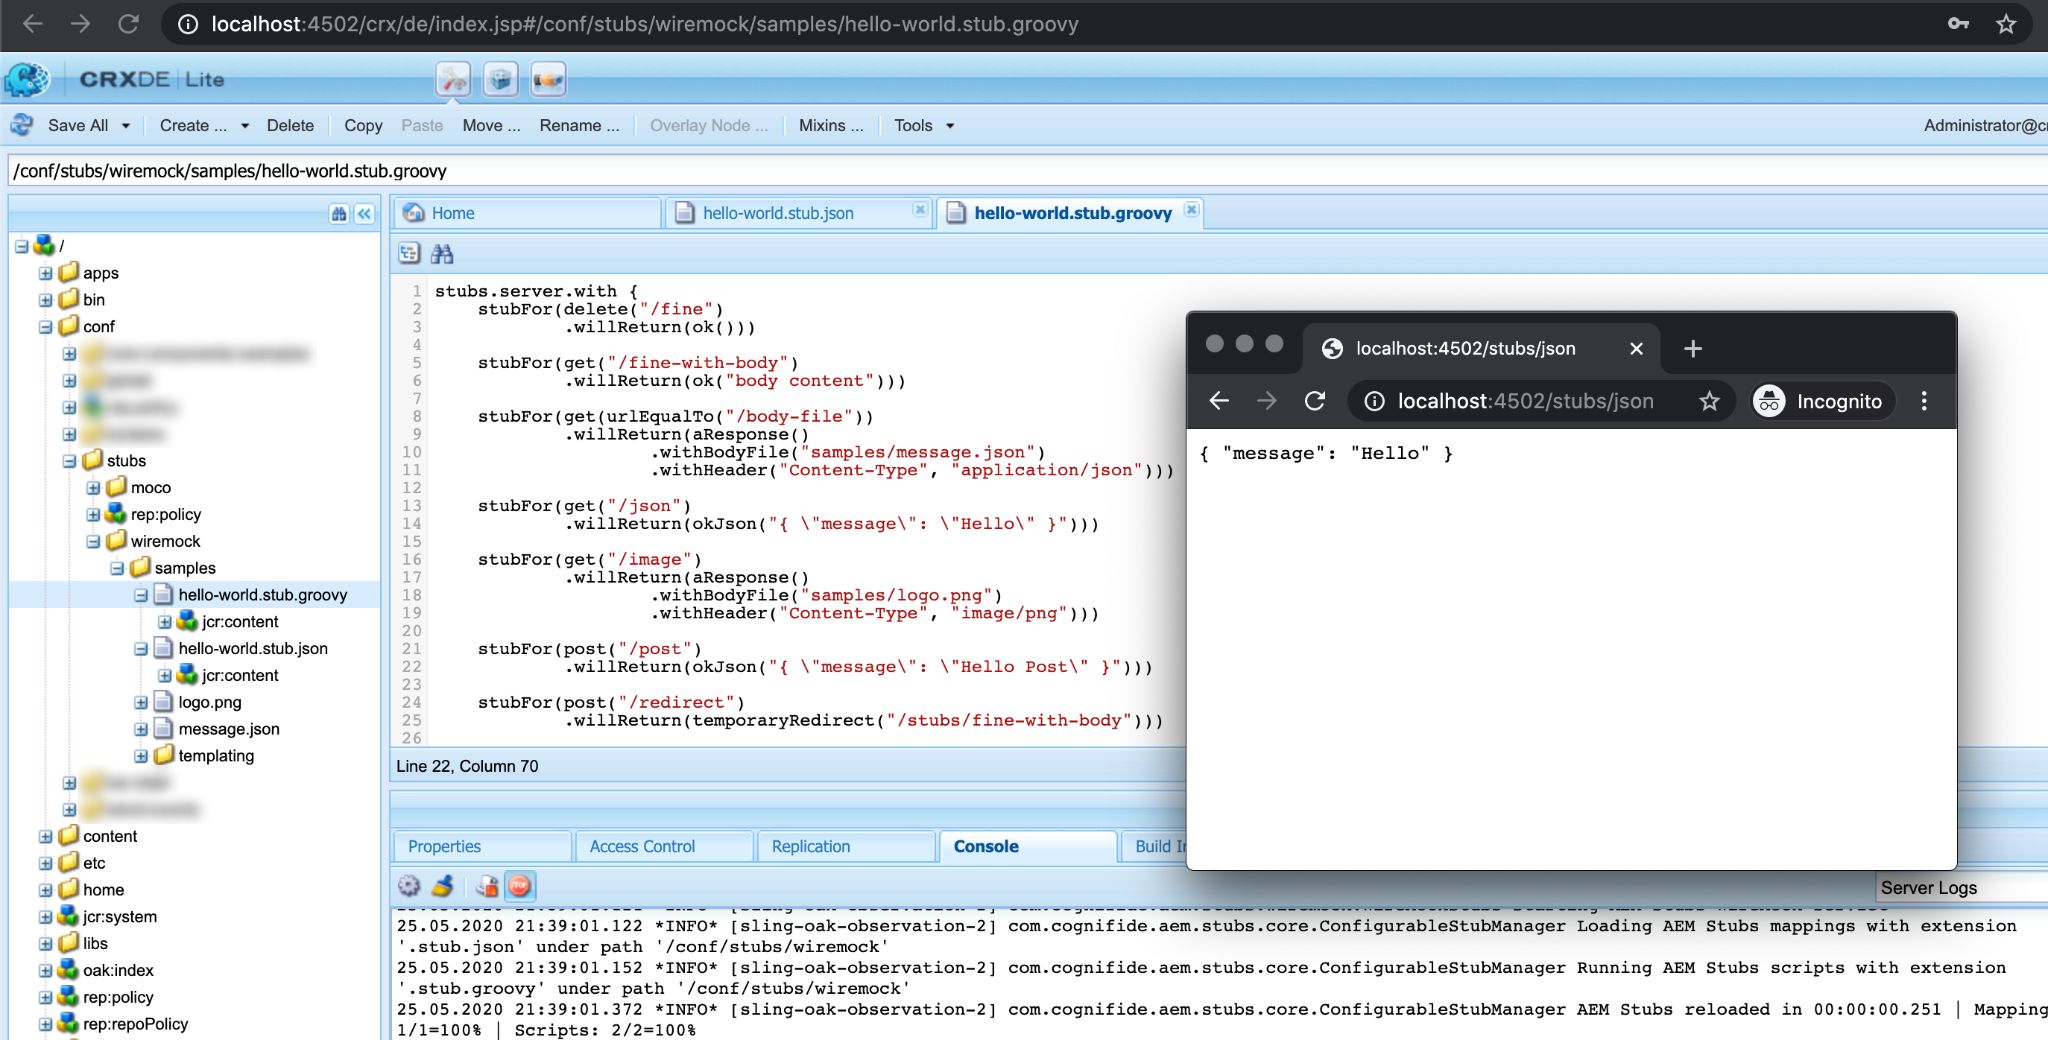 localhost:4502/crx/de/index.jsp#/conf/stubs/wiremock/samples/hello-world.stub.groovy
CRXDE | Lite
Save All Create ... Delete Copy Paste Move ... Rename ... Overlay Node ... Mixins ... Tools Administrator@c
/conf/stubs/wiremock/samples/hello-world.stub.groovy
/
apps
bin
conf
stubs
moco
rep:policy
wiremock
samples
hello-world.stub.groovy
jcr:content
hello-world.stub.json
jcr:content
logo.png
message.json
templating
content
etc
home
jcr:system
libs
oak:index
rep:policy
rep:repoPolicy
Home hello-world.stub.json hello-world.stub.groovy
1 stubs.server.with {
2 stubFor(delete("/fine")
3 .willReturn(ok()))
4
5 stubFor(get("/fine-with-body")
6 .willReturn(ok("body content")))
7
8 stubFor(get(urlEqualTo("/body-file"))
9 .willReturn(aResponse()
10 .withBodyFile("samples/message.json")
11 .withHeader("Content-Type", "application/json")))
12
13 stubFor(get("/json")
14 .willReturn(okJson("{ \"message\": \"Hello\" }")))
15
16 stubFor(get("/image")
17 .willReturn(aResponse()
18 .withBodyFile("samples/logo.png")
19 .withHeader("Content-Type", "image/png")))
20
21 stubFor(post("/post")
22 .willReturn(okJson("{ \"message\": \"Hello Post\" }")))
23
24 stubFor(post("/redirect")
25 .willReturn(temporaryRedirect("/stubs/fine-with-body")))
26
Line 22, Column 70
localhost:4502/stubs/json
localhost:4502/stubs/json Incognito
{ "message": "Hello" }
Properties Access Control Replication Console Build
STOP
Server Logs
25.05.2020 21:39:01.122 *INFO* [sling-oak-observation-2] com.cognifide.aem.stubs.core.ConfigurableStubManager Loading AEM Stubs mappings with extension
'.stub.json' under path '/conf/stubs/wiremock'
25.05.2020 21:39:01.152 *INFO* [sling-oak-observation-2] com.cognifide.aem.stubs.core.ConfigurableStubManager Running AEM Stubs scripts with extension
'.stub.groovy' under path '/conf/stubs/wiremock'
25.05.2020 21:39:01.372 *INFO* [sling-oak-observation-2] com.cognifide.aem.stubs.core.ConfigurableStubManager AEM Stubs reloaded in 00:00:00.251 | Mapping
1/1=100% | Scripts: 2/2=100%